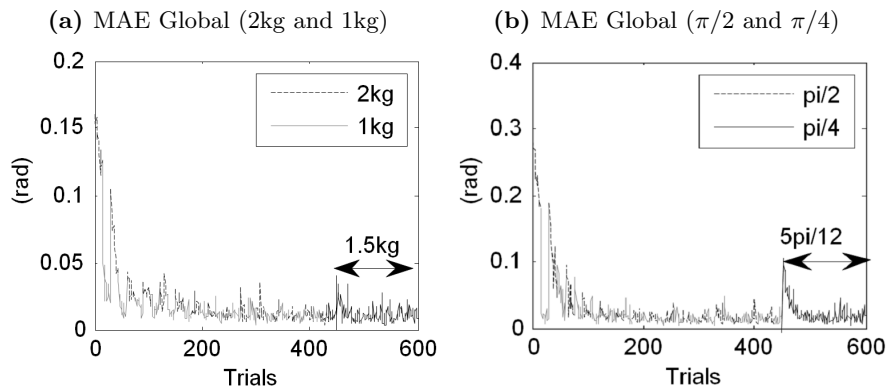 (a) MAE Global (2kg and 1kg)
0.2
0.15
0.1
0.05
0
(rad)
2kg
1kg
1.5kg
0 200 400 600
Trials
(b) MAE Global (π/2 and π/4)
0.4
0.3
0.2
0.1
0
(rad)
pi/2
pi/4
5pi/12
0 200 400 600
Trials